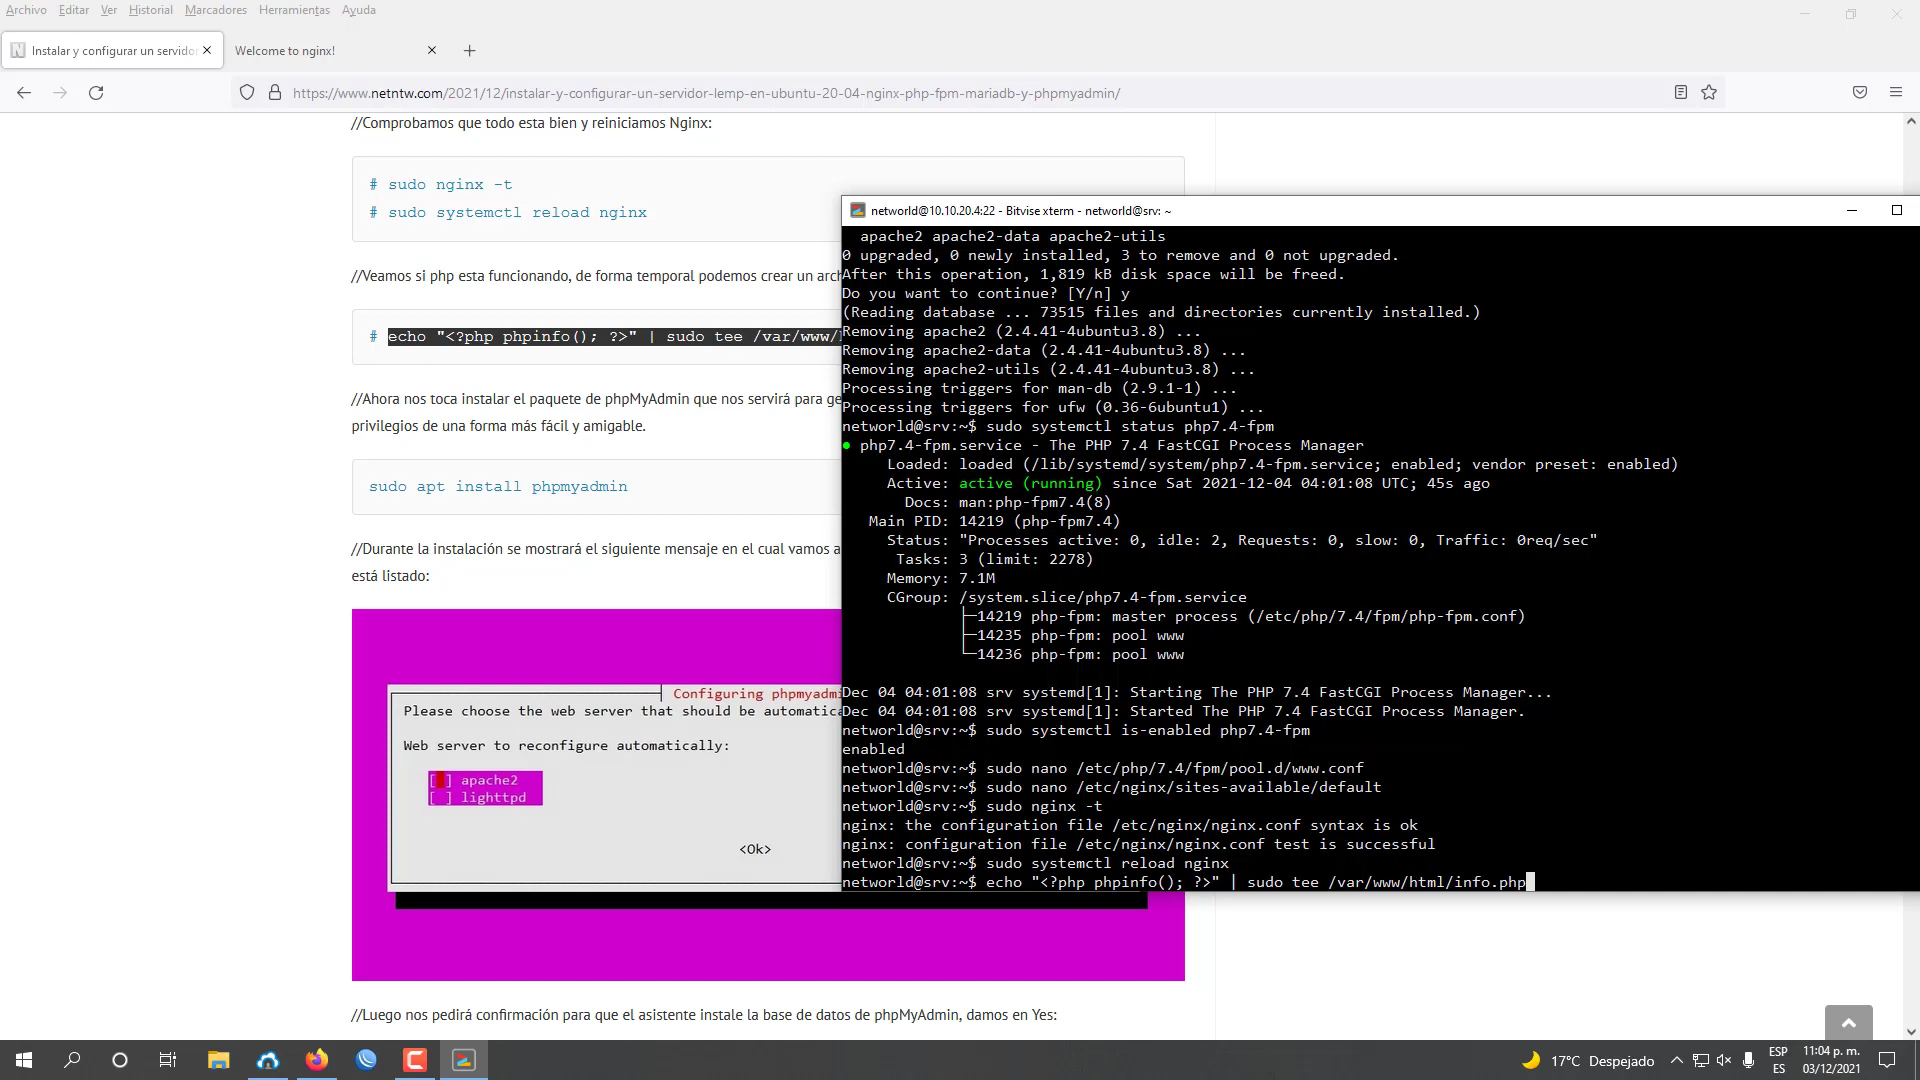 Archivo Editar Ver Historial Marcadores Herramientas Ayuda
Instalar y configurar un servido
Welcome to nginx!
https://www.netntw.com/2021/12/instalar-y-configurar-un-servidor-lemp-en-ubuntu-20-04-nginx-php-fpm-mariadb-y-phpmyadmin/
//Comprobamos que todo esta bien y reiniciamos Nginx:
# sudo nginx -t
# sudo systemctl reload nginx
//Veamos si php esta funcionando, de forma temporal podemos crear un arch
# echo "<?php phpinfo(); ?>" | sudo tee /var/www/
//Ahora nos toca instalar el paquete de phpMyAdmin que nos servirá para ge
privilegios de una forma más fácil y amigable.
sudo apt install phpmyadmin
//Durante la instalación se mostrará el siguiente mensaje en el cual vamos a
está listado:
Configuring phpmyadmi
Please choose the web server that should be automatica
Web server to reconfigure automatically:
[ ] apache2
[ ] lighttpd
<Ok>
//Luego nos pedirá confirmación para que el asistente instale la base de datos de phpMyAdmin, damos en Yes:
networld@10.10.20.4:22 - Bitvise xterm - networld@srv: ~
apache2 apache2-data apache2-utils
0 upgraded, 0 newly installed, 3 to remove and 0 not upgraded.
After this operation, 1,819 kB disk space will be freed.
Do you want to continue? [Y/n] y
(Reading database ... 73515 files and directories currently installed.)
Removing apache2 (2.4.41-4ubuntu3.8) ...
Removing apache2-data (2.4.41-4ubuntu3.8) ...
Removing apache2-utils (2.4.41-4ubuntu3.8) ...
Processing triggers for man-db (2.9.1-1) ...
Processing triggers for ufw (0.36-6ubuntu1) ...
networld@srv:~$ sudo systemctl status php7.4-fpm
● php7.4-fpm.service - The PHP 7.4 FastCGI Process Manager
Loaded: loaded (/lib/systemd/system/php7.4-fpm.service; enabled; vendor preset: enabled)
Active: active (running) since Sat 2021-12-04 04:01:08 UTC; 45s ago
Docs: man:php-fpm7.4(8)
Main PID: 14219 (php-fpm7.4)
Status: "Processes active: 0, idle: 2, Requests: 0, slow: 0, Traffic: 0req/sec"
Tasks: 3 (limit: 2278)
Memory: 7.1M
CGroup: /system.slice/php7.4-fpm.service
├─14219 php-fpm: master process (/etc/php/7.4/fpm/php-fpm.conf)
├─14235 php-fpm: pool www
└─14236 php-fpm: pool www
Dec 04 04:01:08 srv systemd[1]: Starting The PHP 7.4 FastCGI Process Manager...
Dec 04 04:01:08 srv systemd[1]: Started The PHP 7.4 FastCGI Process Manager.
networld@srv:~$ sudo systemctl is-enabled php7.4-fpm
enabled
networld@srv:~$ sudo nano /etc/php/7.4/fpm/pool.d/www.conf
networld@srv:~$ sudo nano /etc/nginx/sites-available/default
networld@srv:~$ sudo nginx -t
nginx: the configuration file /etc/nginx/nginx.conf syntax is ok
nginx: configuration file /etc/nginx/nginx.conf test is successful
networld@srv:~$ sudo systemctl reload nginx
networld@srv:~$ echo "<?php phpinfo(); ?>" | sudo tee /var/www/html/info.php
17°C Despejado
ESP
ES
11:04 p. m.
03/12/2021